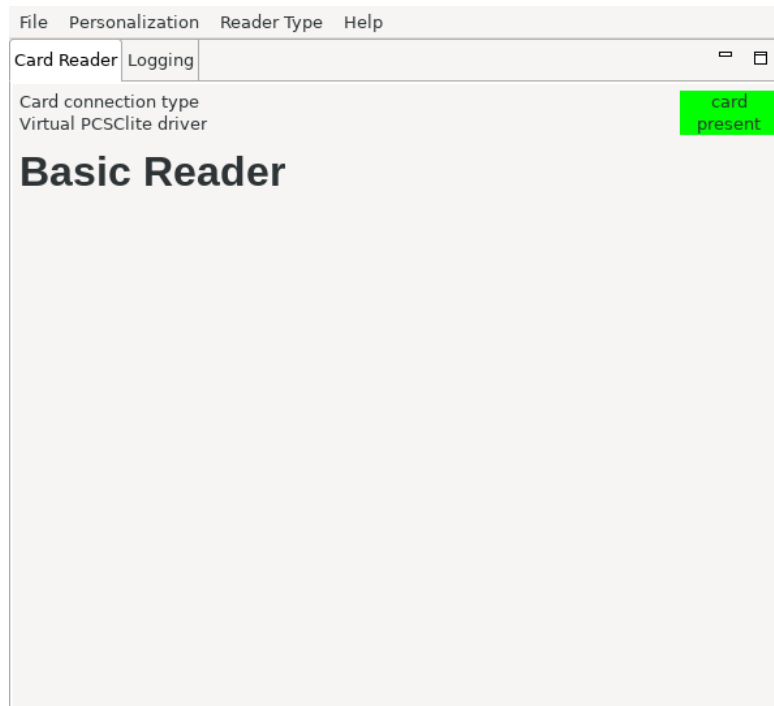 File Personalization Reader Type Help
Card Reader Logging
Card connection type
Virtual PCSClite driver
card
present
Basic Reader